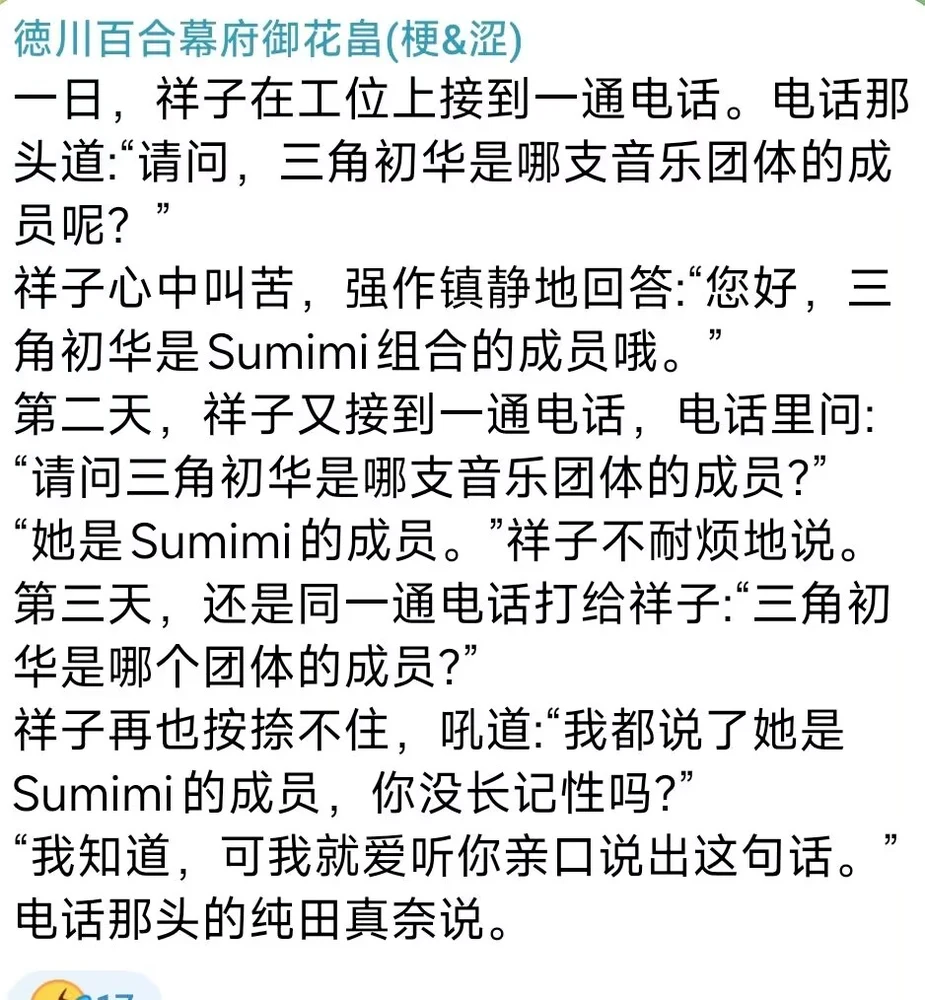 徳川百合幕府御花畠(梗&涩)
一日，祥子在工位上接到一通电话。电话那
头道:“请问，三角初华是哪支音乐团体的成
员呢？”
祥子心中叫苦，强作镇静地回答:“您好，三
角初华是Sumimi组合的成员哦。”
第二天，祥子又接到一通电话，电话里问:
“请问三角初华是哪支音乐团体的成员?”
“她是Sumimi的成员。”祥子不耐烦地说。
第三天，还是同一通电话打给祥子:“三角初
华是哪个团体的成员?”
祥子再也按捺不住，吼道:“我都说了她是
Sumimi的成员，你没长记性吗?”
“我知道，可我就爱听你亲口说出这句话。”
电话那头的纯田真奈说。